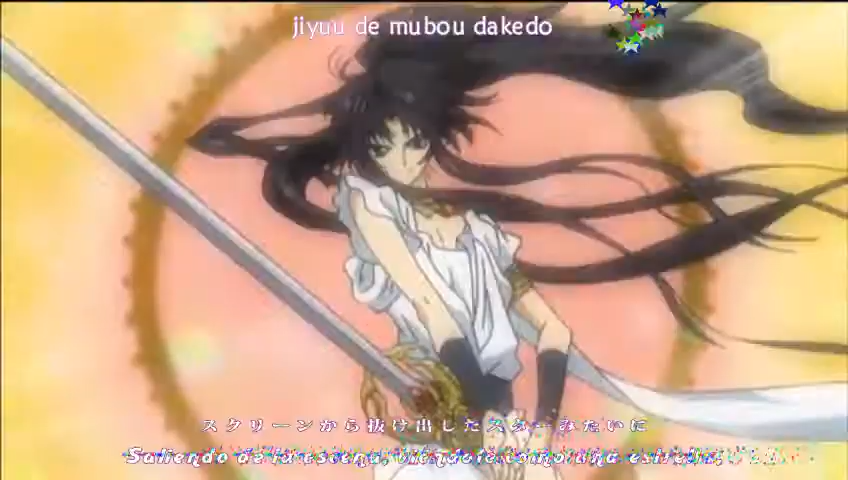 jiyuu de mubou dakedo
スクリーンから抜け出したスターみたいに
Saliendo de la escena, viendote como una estrella,